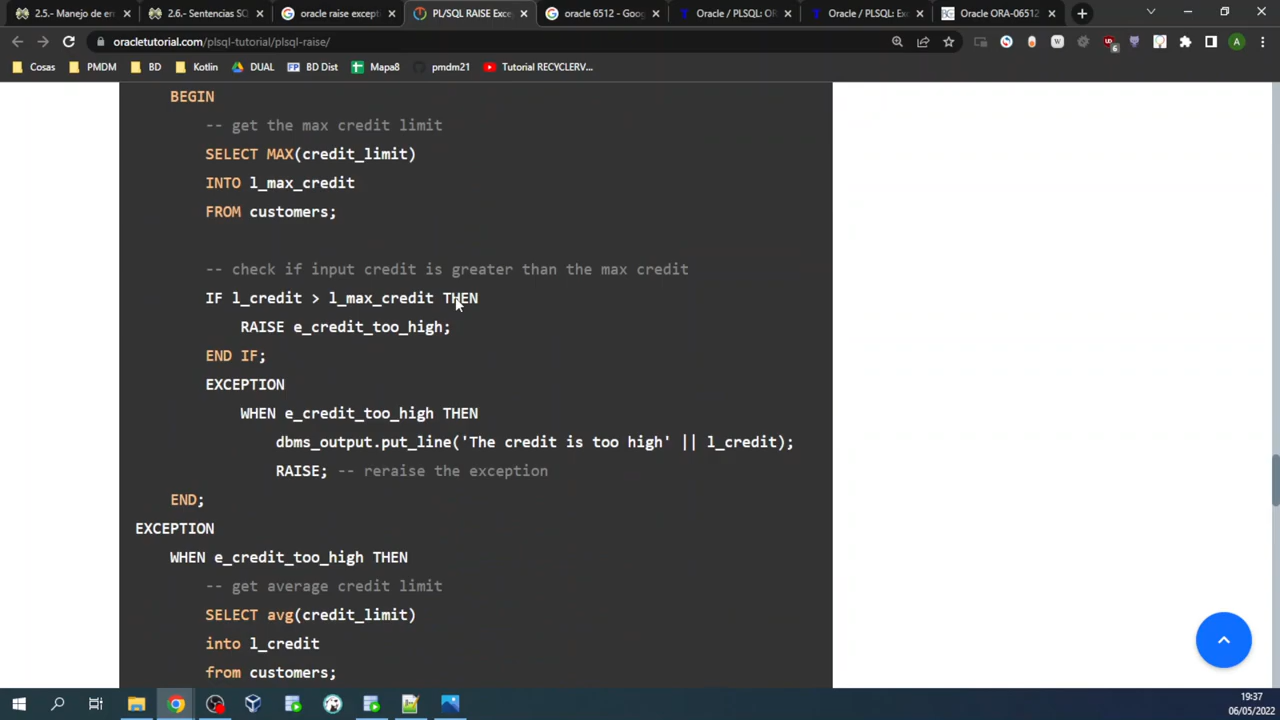 2.5.- Manejo de er
2.6.- Sentencias SQ
oracle raise except
PL/SQL RAISE Exce
oracle 6512 - Goog
Oracle / PLSQL: OR
Oracle / PLSQL: Ex
Oracle ORA-06512
oracletutorial.com/plsql-tutorial/plsql-raise/
Cosas
PMDM
BD
Kotlin
DUAL
BD Dist
Mapa8
pmdm21
Tutorial RECYCLERV...
BEGIN
-- get the max credit limit
SELECT MAX(credit_limit)
INTO l_max_credit
FROM customers;
-- check if input credit is greater than the max credit
IF l_credit > l_max_credit THEN
RAISE e_credit_too_high;
END IF;
EXCEPTION
WHEN e_credit_too_high THEN
dbms_output.put_line('The credit is too high' || l_credit);
RAISE; -- reraise the exception
END;
EXCEPTION
WHEN e_credit_too_high THEN
-- get average credit limit
SELECT avg(credit_limit)
into l_credit
from customers;
19:37
06/05/2022